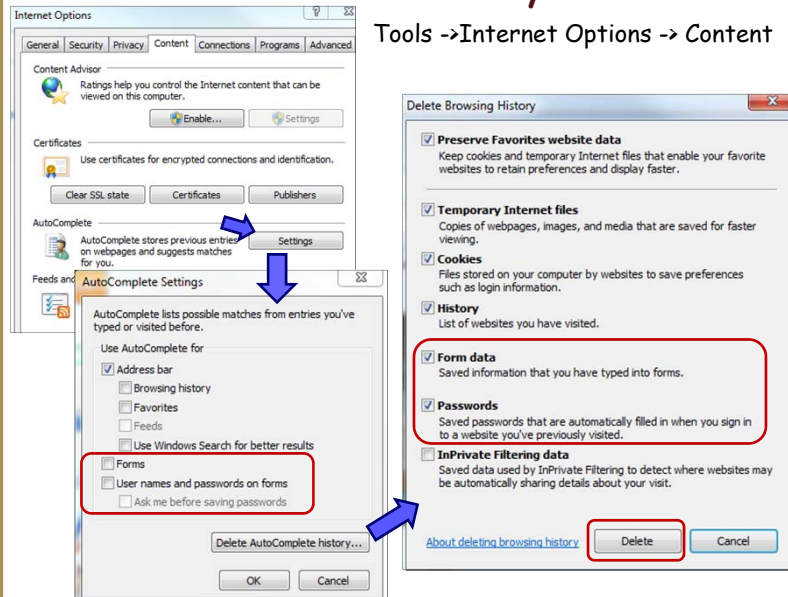 Tools ->Internet Options -> Content
Internet Options
General Security Privacy Content Connections Programs Advanced
Content Advisor
Ratings help you control the Internet content that can be
viewed on this computer.
Enable... Settings
Certificates
Use certificates for encrypted connections and identification.
Clear SSL state Certificates Publishers
AutoComplete
AutoComplete stores previous entries
on webpages and suggests matches
for you.
Settings
Feeds and
AutoComplete Settings
AutoComplete lists possible matches from entries you've
typed or visited before.
Use AutoComplete for
Address bar
Browsing history
Favorites
Feeds
Use Windows Search for better results
Forms
User names and passwords on forms
Ask me before saving passwords
Delete AutoComplete history...
OK Cancel
Delete Browsing History
Preserve Favorites website data
Keep cookies and temporary Internet files that enable your favorite
websites to retain preferences and display faster.
Temporary Internet files
Copies of webpages, images, and media that are saved for faster
viewing.
Cookies
Files stored on your computer by websites to save preferences
such as login information.
History
List of websites you have visited.
Form data
Saved information that you have typed into forms.
Passwords
Saved passwords that are automatically filled in when you sign in
to a website you've previously visited.
InPrivate Filtering data
Saved data used by InPrivate Filtering to detect where websites may
be automatically sharing details about your visit.
About deleting browsing history Delete Cancel